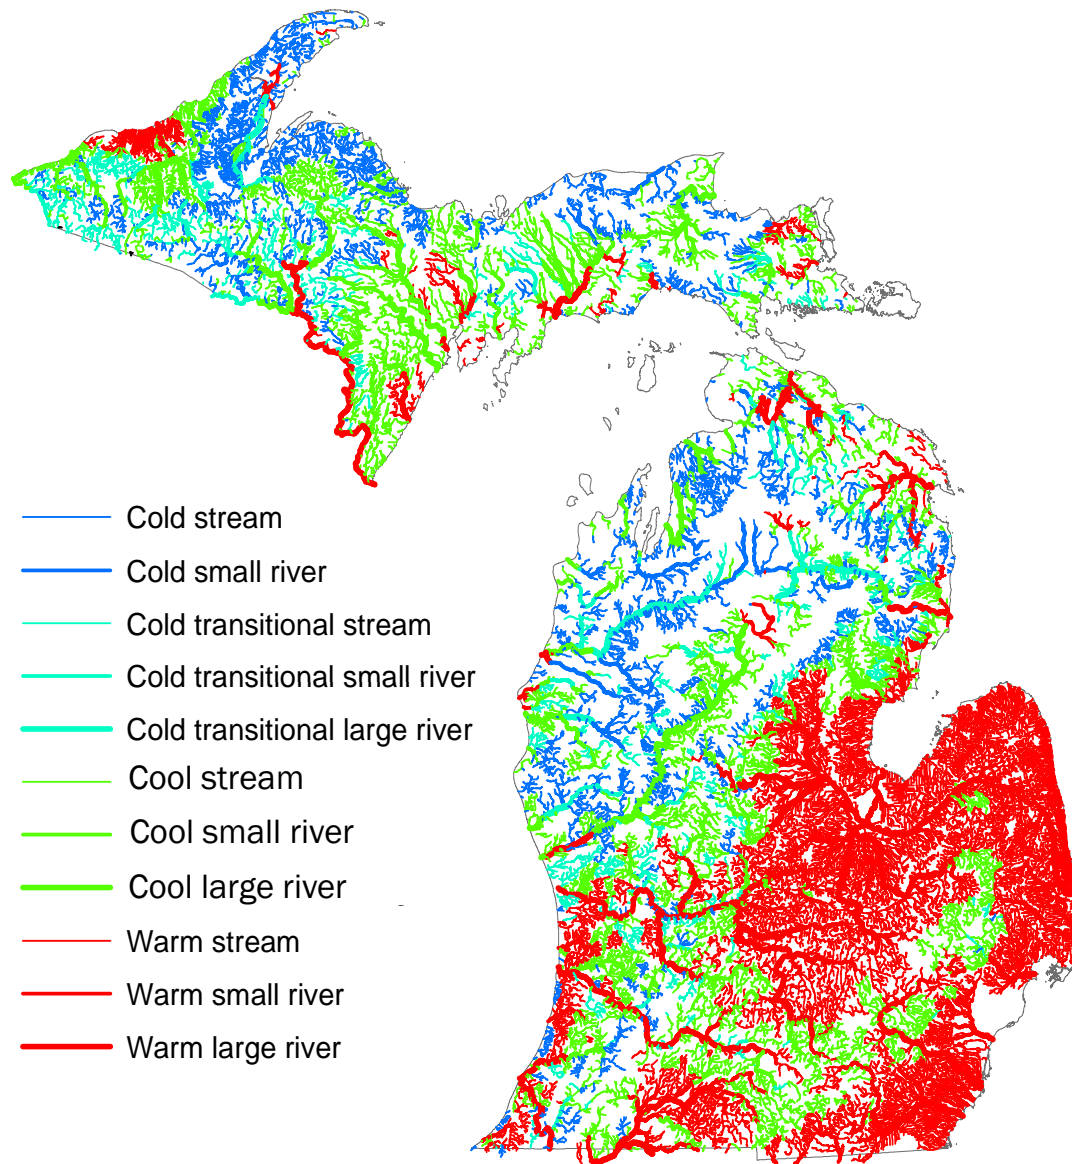 Cold stream
Cold small river
Cold transitional stream
Cold transitional small river
Cold transitional large river
Cool stream
Cool small river
Cool large river
Warm stream
Warm small river
Warm large river